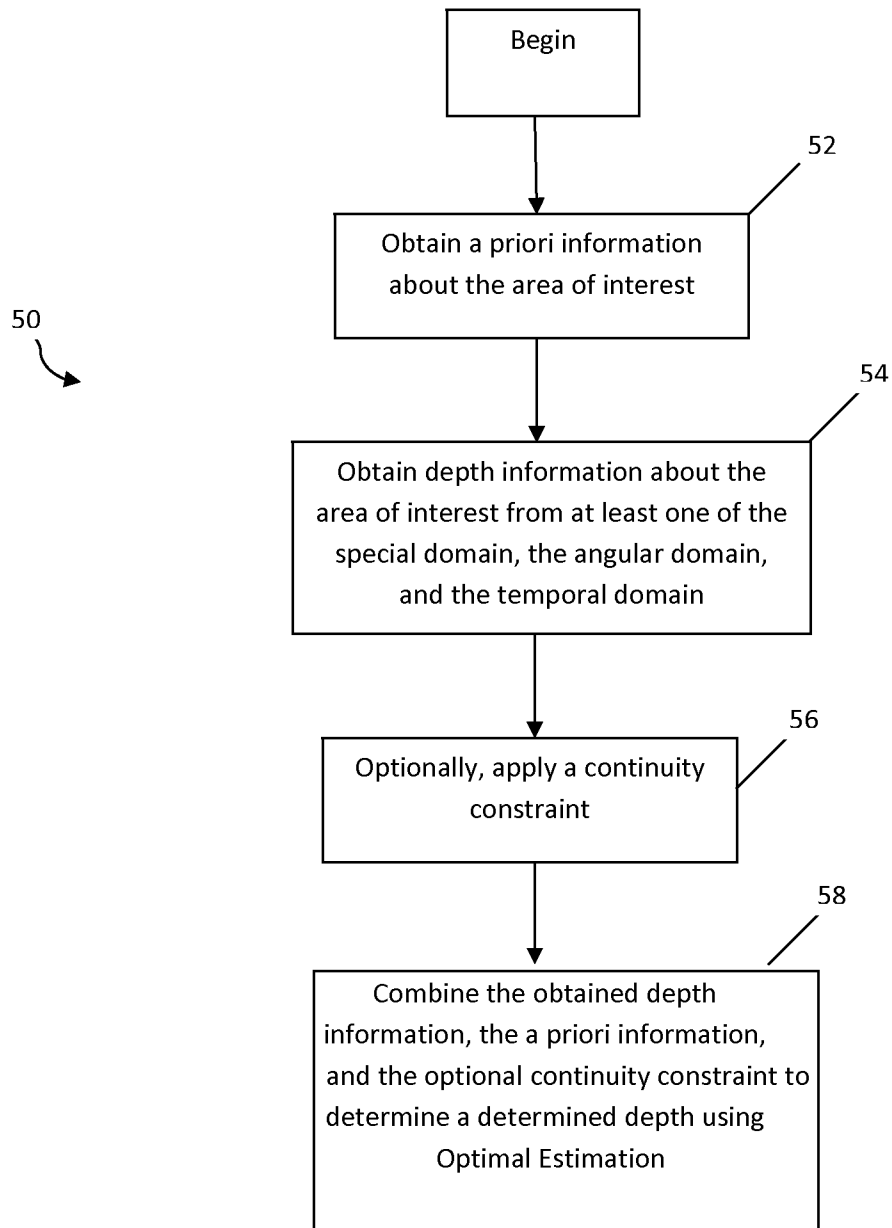 Begin
52
Obtain a priori information
about the area of interest
50
54
Obtain depth information about the
area of interest from at least one of the
special domain, the angular domain,
and the temporal domain
56
Optionally, apply a continuity
constraint
58
Combine the obtained depth
information, the a priori information,
and the optional continuity constraint to
determine a determined depth using
Optimal Estimation